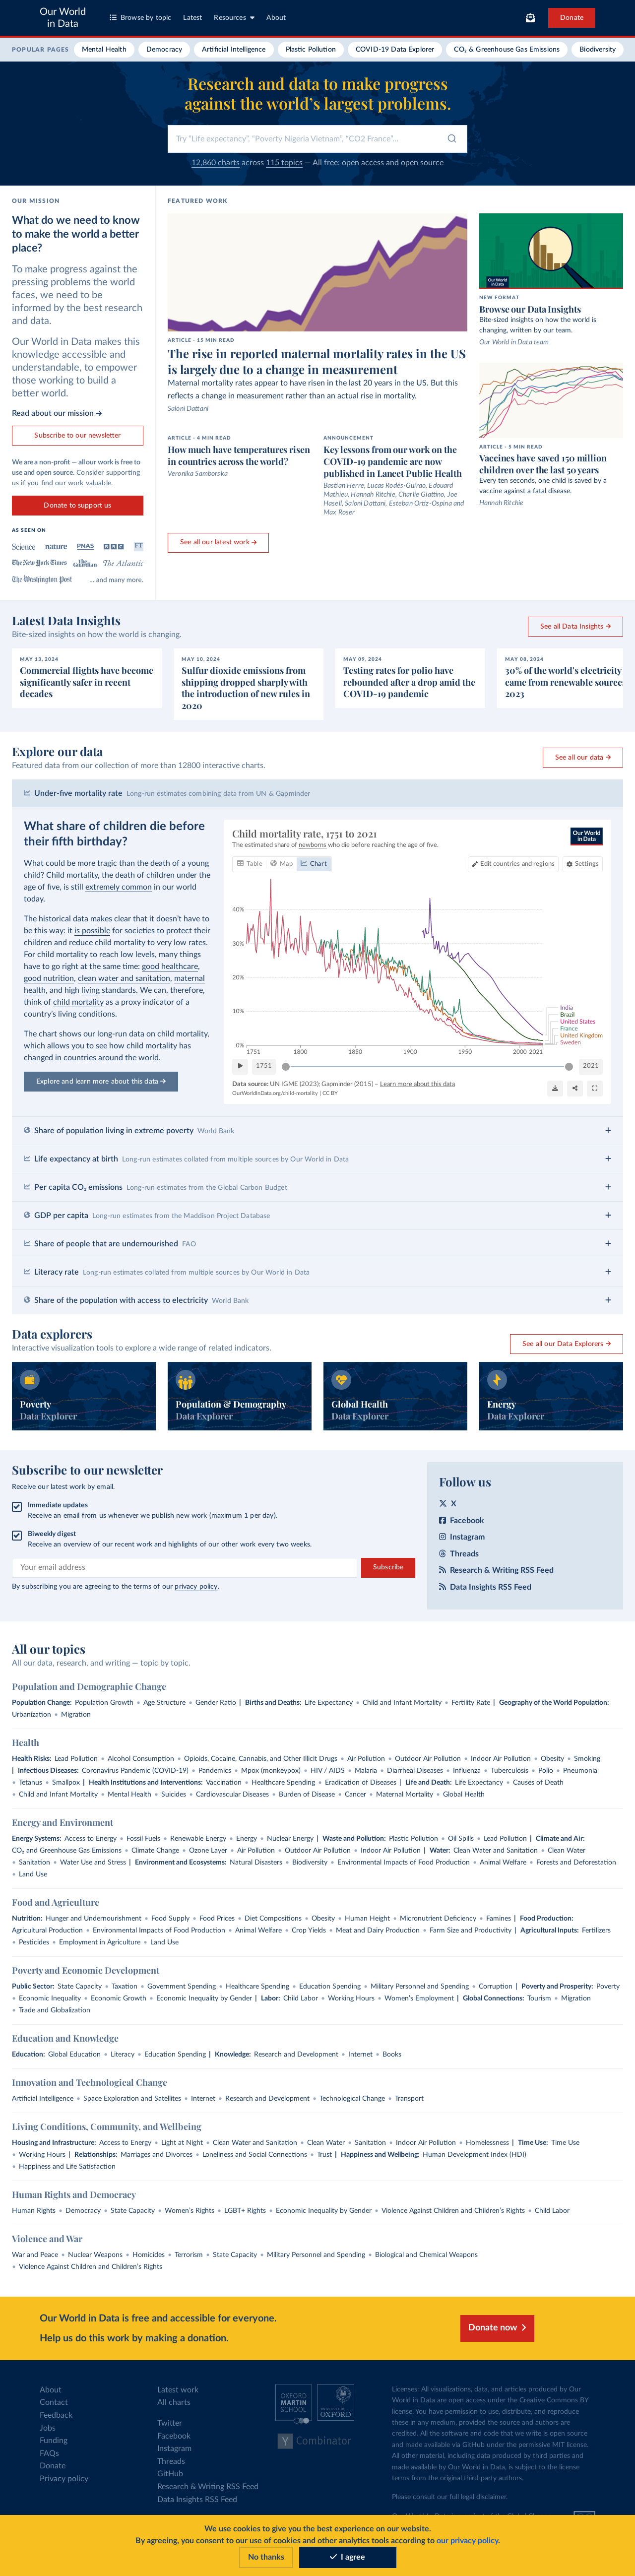 Our World
in Data
Browse by topic
Latest
Resources
About
Donate
POPULAR PAGES
Mental Health
Democracy
Artificial Intelligence
Plastic Pollution
COVID-19 Data Explorer
CO₂ & Greenhouse Gas Emissions
Biodiversity
Research and data to make progress
against the world's largest problems.
Try "Life expectancy", "Poverty Nigeria Vietnam", "CO2 France"...
12,860 charts across 115 topics — All free: open access and open source
OUR MISSION
What do we need to know
to make the world a better
place?
To make progress against the
pressing problems the world
faces, we need to be
informed by the best research
and data.
Our World in Data makes this
knowledge accessible and
understandable, to empower
those working to build a
better world.
Read about our mission →
Subscribe to our newsletter
We are a non-profit — all our work is free to
use and open source. Consider supporting
us if you find our work valuable.
Donate to support us
AS SEEN ON
Science
nature
PNAS
BBC
FT
The New York Times
The Guardian
The Atlantic
The Washington Post
... and many more.
FEATURED WORK
ARTICLE - 15 MIN READ
The rise in reported maternal mortality rates in the US
is largely due to a change in measurement
Maternal mortality rates appear to have risen in the last 20 years in the US. But this
reflects a change in measurement rather than an actual rise in mortality.
Saloni Dattani
ARTICLE - 4 MIN READ
How much have temperatures risen
in countries across the world?
Veronika Samborska
ANNOUNCEMENT
Key lessons from our work on the
COVID-19 pandemic are now
published in Lancet Public Health
Bastian Herre, Lucas Rodés-Guirao, Edouard
Mathieu, Hannah Ritchie, Charlie Giattino, Joe
Hasell, Saloni Dattani, Esteban Ortiz-Ospina and
Max Roser
See all our latest work →
Our World
in Data
NEW FORMAT
Browse our Data Insights
Bite-sized insights on how the world is
changing, written by our team.
Our World in Data team
ARTICLE - 5 MIN READ
Vaccines have saved 150 million
children over the last 50 years
Every ten seconds, one child is saved by a
vaccine against a fatal disease.
Hannah Ritchie
Latest Data Insights
Bite-sized insights on how the world is changing.
See all Data Insights →
MAY 13, 2024
Commercial flights have become
significantly safer in recent
decades
MAY 10, 2024
Sulfur dioxide emissions from
shipping dropped sharply with
the introduction of new rules in
2020
MAY 09, 2024
Testing rates for polio have
rebounded after a drop amid the
COVID-19 pandemic
MAY 08, 2024
30% of the world's electricity
came from renewable sources
2023
Explore our data
Featured data from our collection of more than 12800 interactive charts.
See all our data →
Under-five mortality rate Long-run estimates combining data from UN & Gapminder
What share of children die before
their fifth birthday?
What could be more tragic than the death of a young
child? Child mortality, the death of children under the
age of five, is still extremely common in our world
today.
The historical data makes clear that it doesn't have to
be this way: it is possible for societies to protect their
children and reduce child mortality to very low rates.
For child mortality to reach low levels, many things
have to go right at the same time: good healthcare,
good nutrition, clean water and sanitation, maternal
health, and high living standards. We can, therefore,
think of child mortality as a proxy indicator of a
country's living conditions.
The chart shows our long-run data on child mortality,
which allows you to see how child mortality has
changed in countries around the world.
Explore and learn more about this data →
Child mortality rate, 1751 to 2021
The estimated share of newborns who die before reaching the age of five.
Our World
in Data
Table
Map
Chart
Edit countries and regions
Settings
40%
30%
20%
10%
0%
1751
1800
1850
1900
1950
2000
2021
India
Brazil
United States
France
United Kingdom
Sweden
1751
2021
Data source: UN IGME (2023); Gapminder (2015) – Learn more about this data
OurWorldInData.org/child-mortality | CC BY
Share of population living in extreme poverty World Bank
Life expectancy at birth Long-run estimates collated from multiple sources by Our World in Data
Per capita CO₂ emissions Long-run estimates from the Global Carbon Budget
GDP per capita Long-run estimates from the Maddison Project Database
Share of people that are undernourished FAO
Literacy rate Long-run estimates collated from multiple sources by Our World in Data
Share of the population with access to electricity World Bank
Data explorers
Interactive visualization tools to explore a wide range of related indicators.
See all our Data Explorers →
Poverty
Data Explorer
Population & Demography
Data Explorer
Global Health
Data Explorer
Energy
Data Explorer
Subscribe to our newsletter
Receive our latest work by email.
Immediate updates
Receive an email from us whenever we publish new work (maximum 1 per day).
Biweekly digest
Receive an overview of our recent work and highlights of our other work every two weeks.
Your email address
Subscribe
By subscribing you are agreeing to the terms of our privacy policy.
Follow us
X
Facebook
Instagram
Threads
Research & Writing RSS Feed
Data Insights RSS Feed
All our topics
All our data, research, and writing — topic by topic.
Population and Demographic Change
Population Change: Population Growth • Age Structure • Gender Ratio | Births and Deaths: Life Expectancy • Child and Infant Mortality • Fertility Rate | Geography of the World Population:
Urbanization • Migration
Health
Health Risks: Lead Pollution • Alcohol Consumption • Opioids, Cocaine, Cannabis, and Other Illicit Drugs • Air Pollution • Outdoor Air Pollution • Indoor Air Pollution • Obesity • Smoking
| Infectious Diseases: Coronavirus Pandemic (COVID-19) • Pandemics • Mpox (monkeypox) • HIV / AIDS • Malaria • Diarrheal Diseases • Influenza • Tuberculosis • Polio • Pneumonia
• Tetanus • Smallpox | Health Institutions and Interventions: Vaccination • Healthcare Spending • Eradication of Diseases | Life and Death: Life Expectancy • Causes of Death
• Child and Infant Mortality • Mental Health • Suicides • Cardiovascular Diseases • Burden of Disease • Cancer • Maternal Mortality • Global Health
Energy and Environment
Energy Systems: Access to Energy • Fossil Fuels • Renewable Energy • Energy • Nuclear Energy | Waste and Pollution: Plastic Pollution • Oil Spills • Lead Pollution | Climate and Air:
CO₂ and Greenhouse Gas Emissions • Climate Change • Ozone Layer • Air Pollution • Outdoor Air Pollution • Indoor Air Pollution | Water: Clean Water and Sanitation • Clean Water
• Sanitation • Water Use and Stress | Environment and Ecosystems: Natural Disasters • Biodiversity • Environmental Impacts of Food Production • Animal Welfare • Forests and Deforestation
• Land Use
Food and Agriculture
Nutrition: Hunger and Undernourishment • Food Supply • Food Prices • Diet Compositions • Obesity • Human Height • Micronutrient Deficiency • Famines | Food Production:
Agricultural Production • Environmental Impacts of Food Production • Animal Welfare • Crop Yields • Meat and Dairy Production • Farm Size and Productivity | Agricultural Inputs: Fertilizers
• Pesticides • Employment in Agriculture • Land Use
Poverty and Economic Development
Public Sector: State Capacity • Taxation • Government Spending • Healthcare Spending • Education Spending • Military Personnel and Spending • Corruption | Poverty and Prosperity: Poverty
• Economic Inequality • Economic Growth • Economic Inequality by Gender | Labor: Child Labor • Working Hours • Women's Employment | Global Connections: Tourism • Migration
• Trade and Globalization
Education and Knowledge
Education: Global Education • Literacy • Education Spending | Knowledge: Research and Development • Internet • Books
Innovation and Technological Change
Artificial Intelligence • Space Exploration and Satellites • Internet • Research and Development • Technological Change • Transport
Living Conditions, Community, and Wellbeing
Housing and Infrastructure: Access to Energy • Light at Night • Clean Water and Sanitation • Clean Water • Sanitation • Indoor Air Pollution • Homelessness | Time Use: Time Use
• Working Hours | Relationships: Marriages and Divorces • Loneliness and Social Connections • Trust | Happiness and Wellbeing: Human Development Index (HDI)
• Happiness and Life Satisfaction
Human Rights and Democracy
Human Rights • Democracy • State Capacity • Women's Rights • LGBT+ Rights • Economic Inequality by Gender • Violence Against Children and Children's Rights • Child Labor
Violence and War
War and Peace • Nuclear Weapons • Homicides • Terrorism • State Capacity • Military Personnel and Spending • Biological and Chemical Weapons
• Violence Against Children and Children's Rights
Our World in Data is free and accessible for everyone.
Help us do this work by making a donation.
Donate now
About
Contact
Feedback
Jobs
Funding
FAQs
Donate
Privacy policy
Latest work
All charts
Twitter
Facebook
Instagram
Threads
GitHub
Research & Writing RSS Feed
Data Insights RSS Feed
OXFORD
MARTIN
SCHOOL
UNIVERSITY OF
OXFORD
Y Combinator
Licenses: All visualizations, data, and articles produced by Our
World in Data are open access under the Creative Commons BY
license. You have permission to use, distribute, and reproduce
these in any medium, provided the source and authors are
credited. All the software and code that we write is open source
and made available via GitHub under the permissive MIT license.
All other material, including data produced by third parties and
made available by Our World in Data, is subject to the license
terms from the original third-party authors.
Please consult our full legal disclaimer.
We use cookies to give you the best experience on our website.
By agreeing, you consent to our use of cookies and other analytics tools according to our privacy policy.
No thanks
I agree